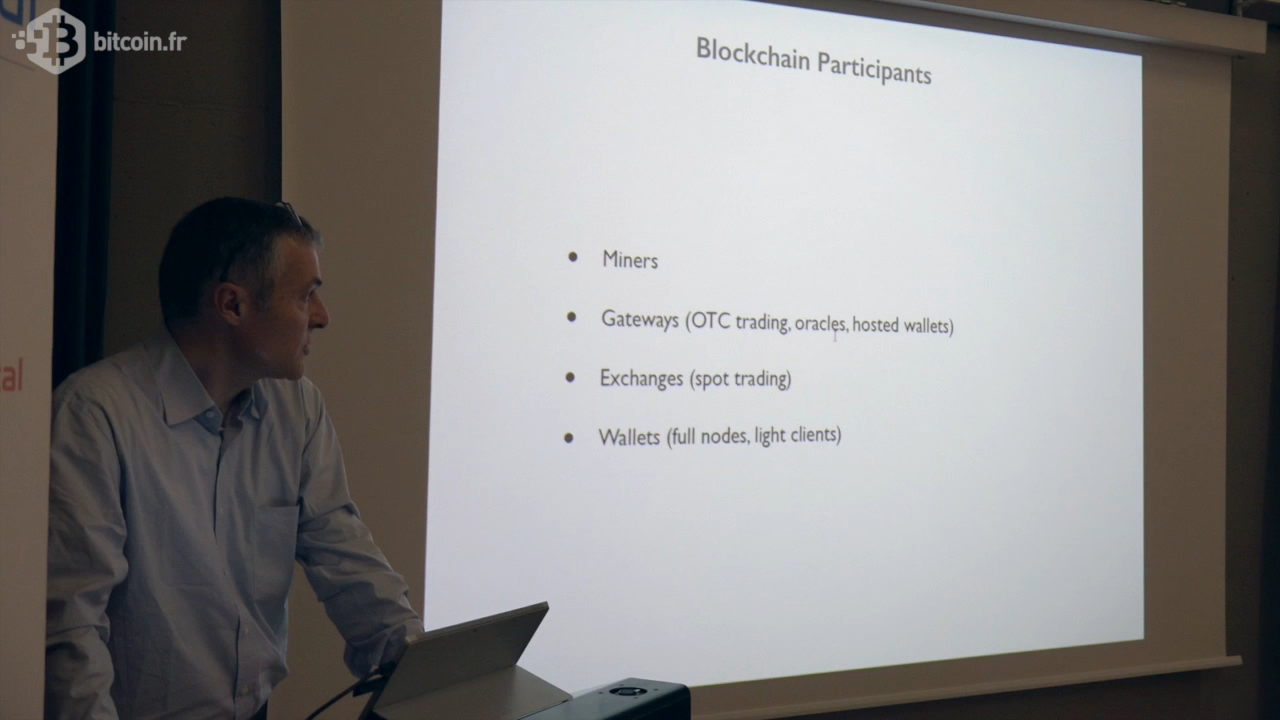 bitcoin.fr
Blockchain Participants
• Miners
• Gateways (OTC trading, oracles, hosted wallets)
• Exchanges (spot trading)
• Wallets (full nodes, light clients)